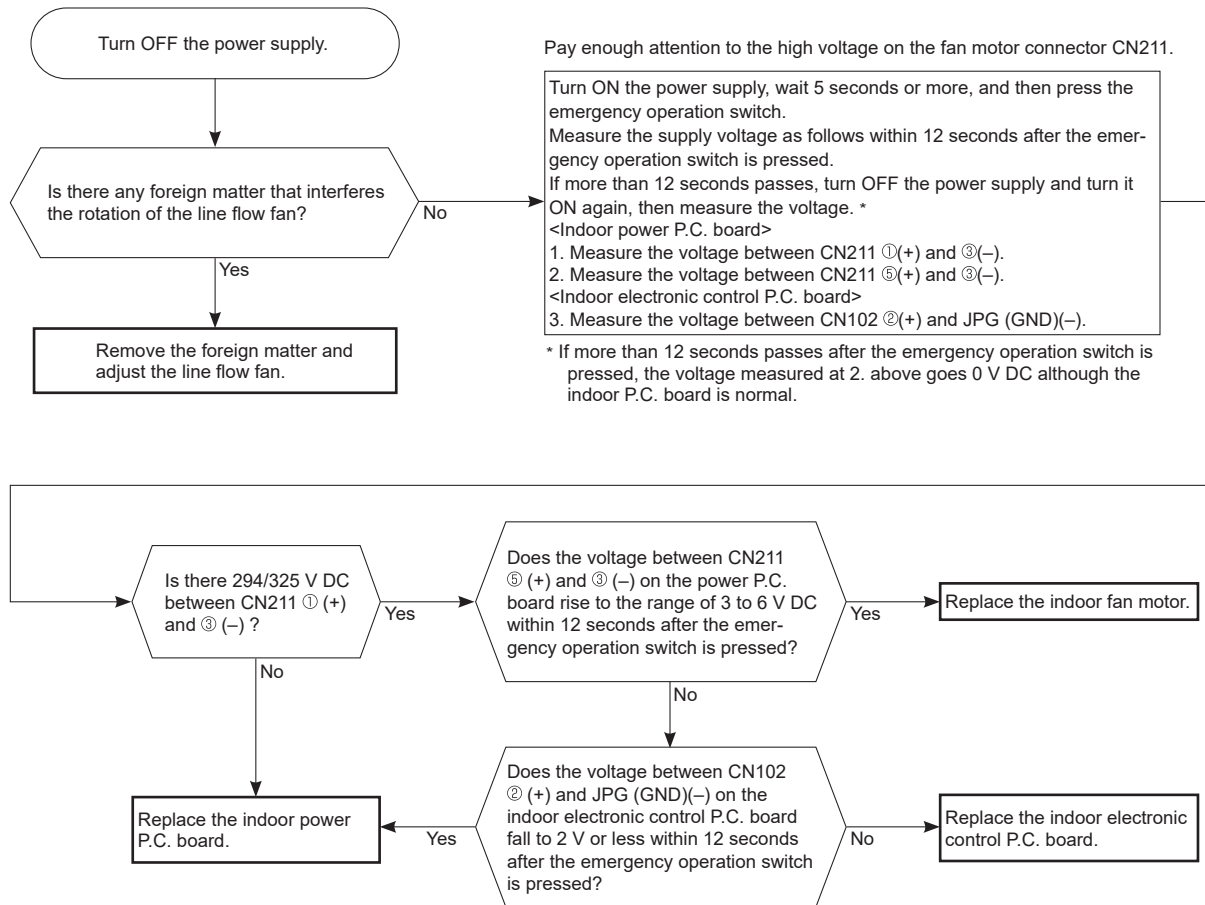 Turn OFF the power supply.
Is there any foreign matter that interferes
the rotation of the line flow fan?
No
Yes
Remove the foreign matter and
adjust the line flow fan.
Pay enough attention to the high voltage on the fan motor connector CN211.
Turn ON the power supply, wait 5 seconds or more, and then press the
emergency operation switch.
Measure the supply voltage as follows within 12 seconds after the emer-
gency operation switch is pressed.
If more than 12 seconds passes, turn OFF the power supply and turn it
ON again, then measure the voltage. *
<Indoor power P.C. board>
1. Measure the voltage between CN211 ①(+) and ③(–).
2. Measure the voltage between CN211 ⑤(+) and ③(–).
<Indoor electronic control P.C. board>
3. Measure the voltage between CN102 ②(+) and JPG (GND)(–).
* If more than 12 seconds passes after the emergency operation switch is
pressed, the voltage measured at 2. above goes 0 V DC although the
indoor P.C. board is normal.
Is there 294/325 V DC
between CN211 ① (+)
and ③ (–) ?
Yes
No
Does the voltage between CN211
⑤ (+) and ③ (–) on the power P.C.
board rise to the range of 3 to 6 V DC
within 12 seconds after the emer-
gency operation switch is pressed?
Yes
No
Replace the indoor fan motor.
Replace the indoor power
P.C. board.
Yes
Does the voltage between CN102
② (+) and JPG (GND)(–) on the
indoor electronic control P.C. board
fall to 2 V or less within 12 seconds
after the emergency operation switch
is pressed?
No
Replace the indoor electronic
control P.C. board.